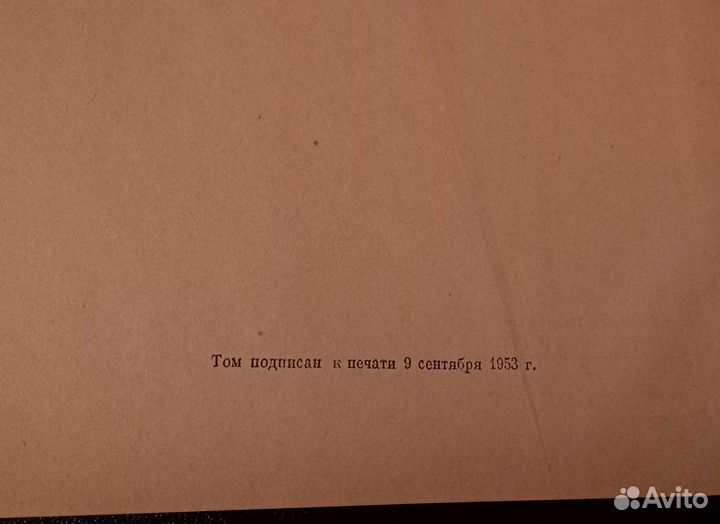 Том подписан к печати 9 сентября 1953 г.
Avito